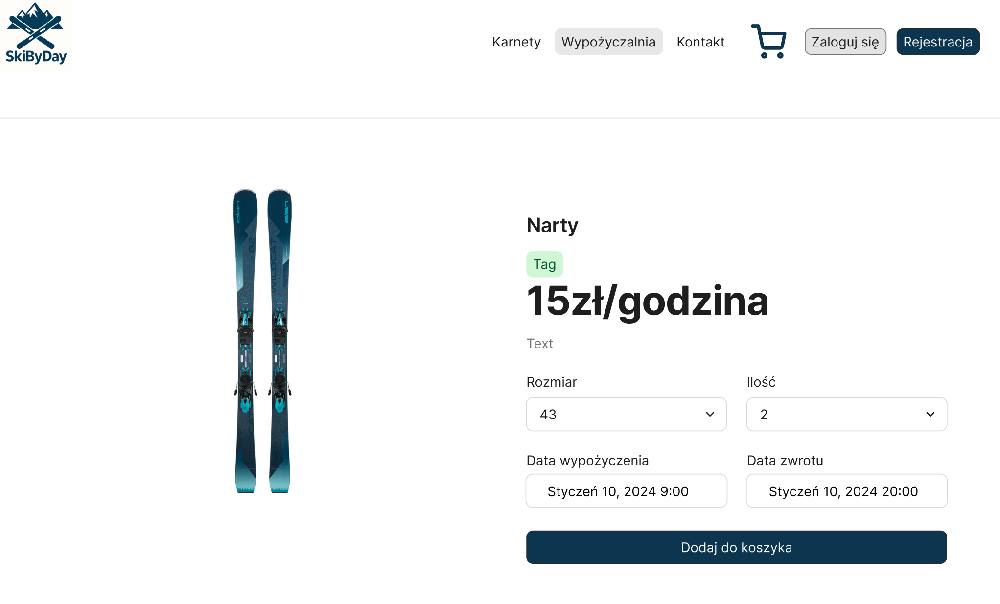 SkiByDay
Karnety
Wypożyczalnia
Kontakt
Zaloguj się
Rejestracja
elan
elan
82
WILDCAT
Narty
Tag
15zł/godzina
Text
Rozmiar
Ilość
43
2
Data wypożyczenia
Data zwrotu
Styczeń 10, 2024 9:00
Styczeń 10, 2024 20:00
Dodaj do koszyka